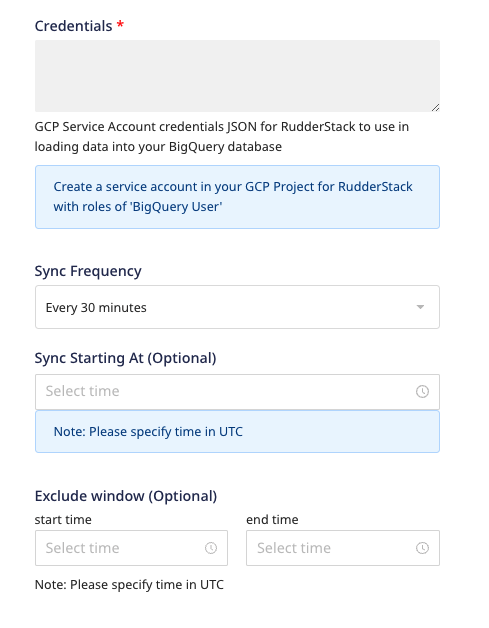 Credentials *
GCP Service Account credentials JSON for RudderStack to use in
loading data into your BigQuery database
Create a service account in your GCP Project for RudderStack
with roles of 'BigQuery User'
Sync Frequency
Every 30 minutes
Sync Starting At (Optional)
Select time
Note: Please specify time in UTC
Exclude window (Optional)
start time end time
Select time Select time
Note: Please specify time in UTC